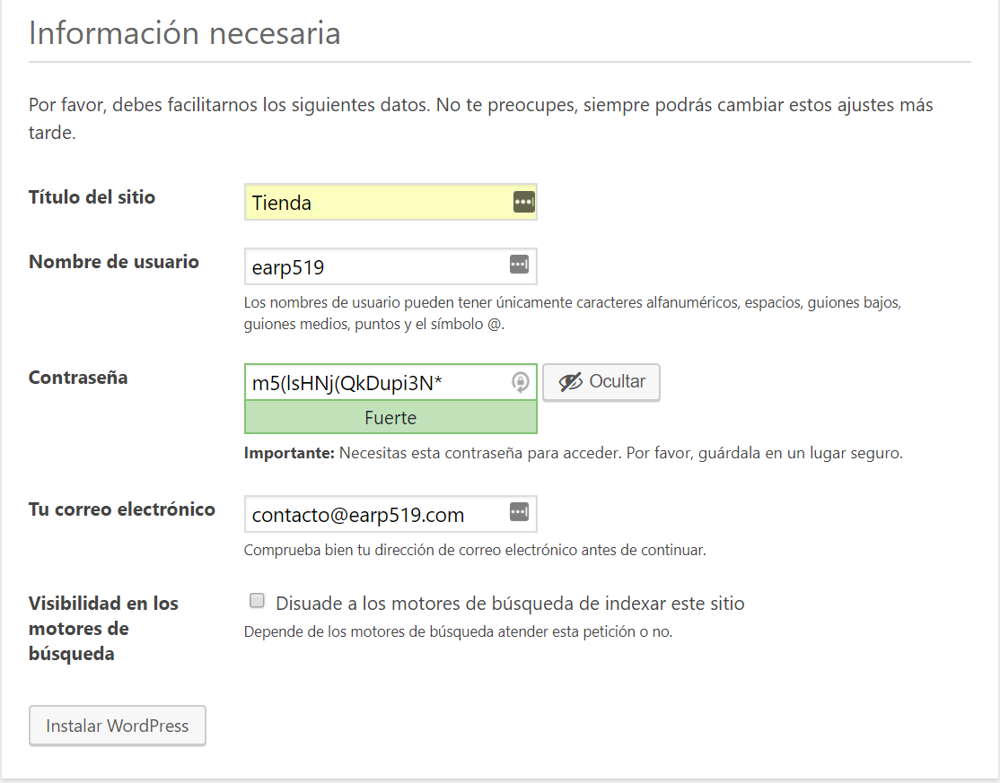 Información necesaria
Por favor, debes facilitarnos los siguientes datos. No te preocupes, siempre podrás cambiar estos ajustes más
tarde.
Título del sitio
Tienda
Nombre de usuario
earp519
Los nombres de usuario pueden tener únicamente caracteres alfanuméricos, espacios, guiones bajos,
guiones medios, puntos y el símbolo @.
Contraseña
m5(lsHNj(QkDupi3N*
Ocultar
Fuerte
Importante: Necesitas esta contraseña para acceder. Por favor, guárdala en un lugar seguro.
Tu correo electrónico
contacto@earp519.com
Comprueba bien tu dirección de correo electrónico antes de continuar.
Visibilidad en los
motores de
búsqueda
Disuade a los motores de búsqueda de indexar este sitio
Depende de los motores de búsqueda atender esta petición o no.
Instalar WordPress